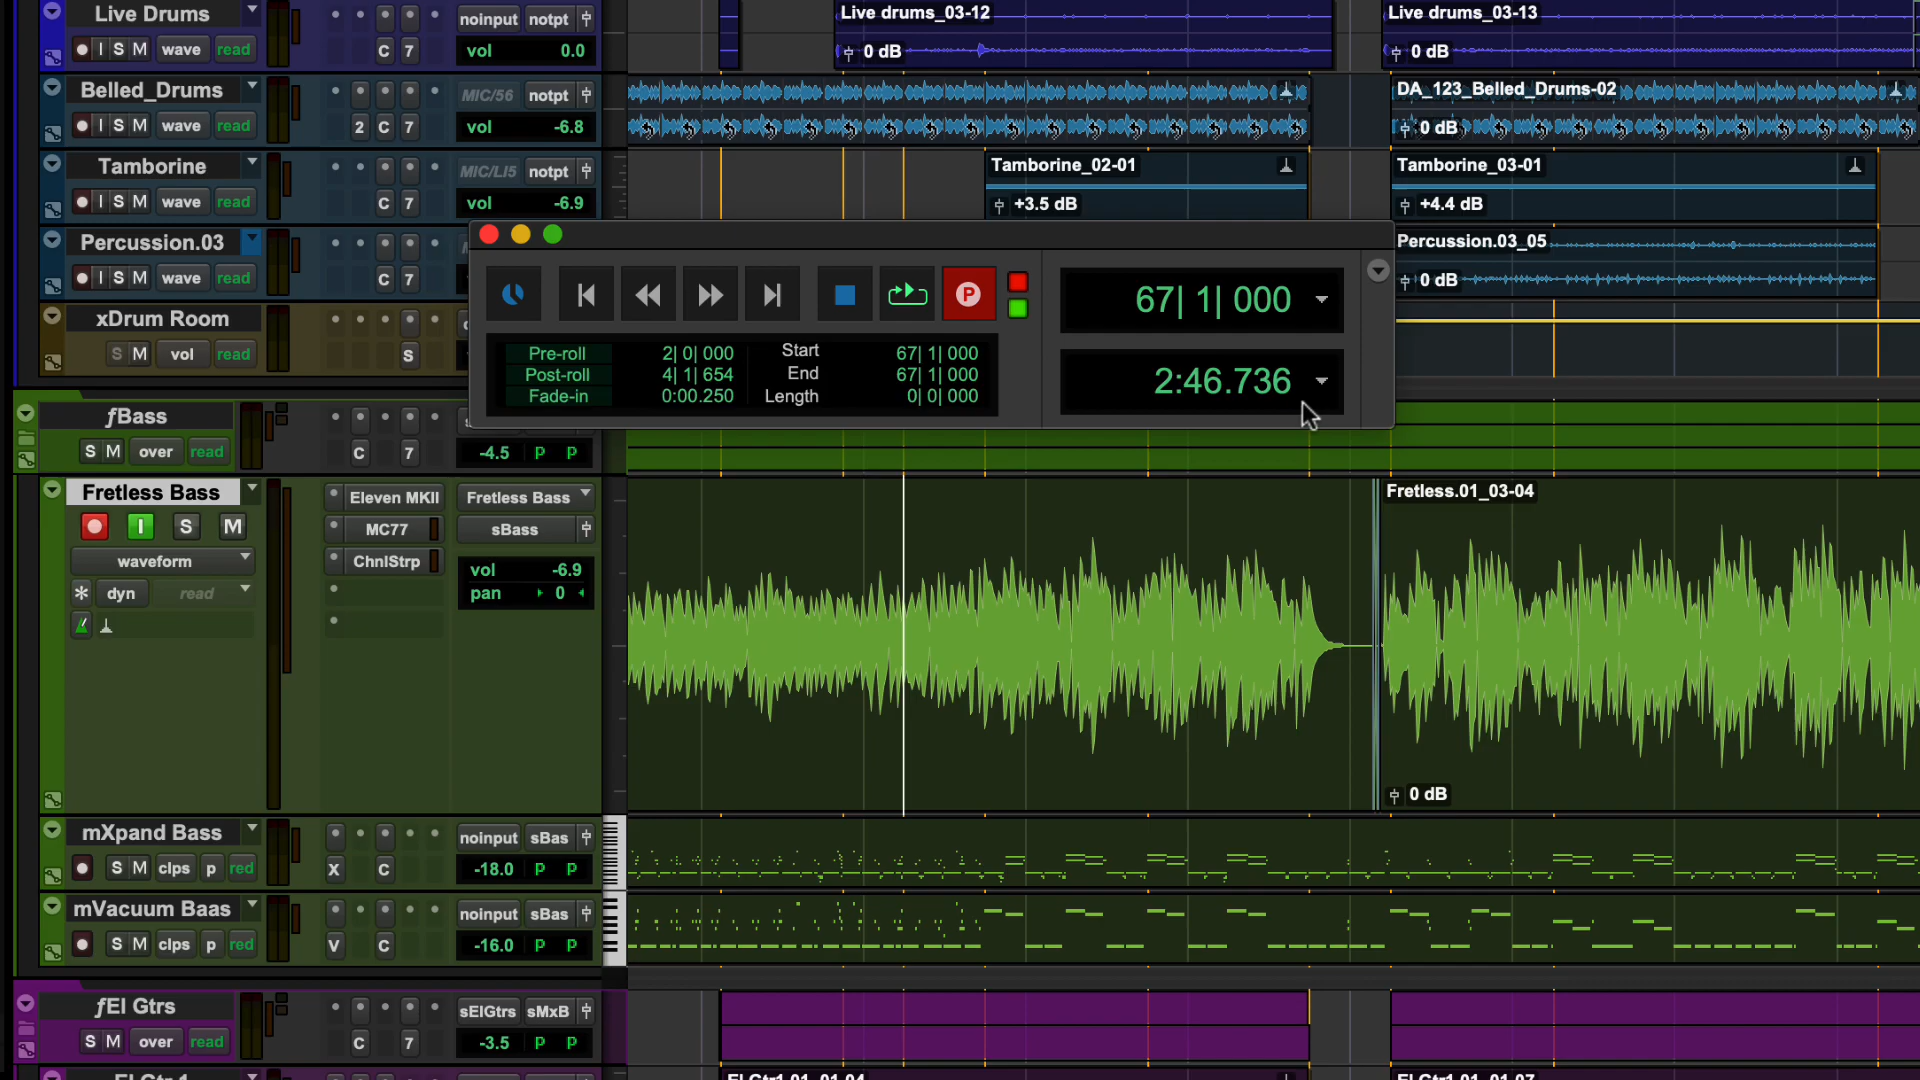 Live Drums
I S M wave read
noinput notpt
C 7
vol 0.0
Live drums_03-12
0 dB
Live drums_03-13
0 dB
Belled_Drums
I S M wave read
MIC/56 notpt
2 C 7
vol -6.8
DA_123_Belled_Drums-02
0 dB
Tamborine
I S M wave read
MIC/LI5 notpt
C 7
vol -6.9
Tamborine_02-01
+3.5 dB
Tamborine_03-01
+4.4 dB
Percussion.03
I S M wave read
C 7
Percussion.03_05
0 dB
xDrum Room
S M vol read
S
P
67| 1| 000
2:46.736
Pre-roll 2| 0| 000 Start 67| 1| 000
Post-roll 4| 1| 654 End 67| 1| 000
Fade-in 0:00.250 Length 0| 0| 000
ƒBass
S M over read
C 7
-4.5 P P
Fretless Bass
I S M
waveform
dyn read
Eleven MKII
MC77
ChnlStrp
Fretless Bass
sBass
vol -6.9
pan 0
Fretless.01_03-04
0 dB
mXpand Bass
S M clps p red
X C
noinput sBas
-18.0 P P
mVacuum Baas
S M clps p red
V C
noinput sBas
-16.0 P P
ƒEl Gtrs
S M over read
C 7
sElGtrs sMxB
-3.5 P P